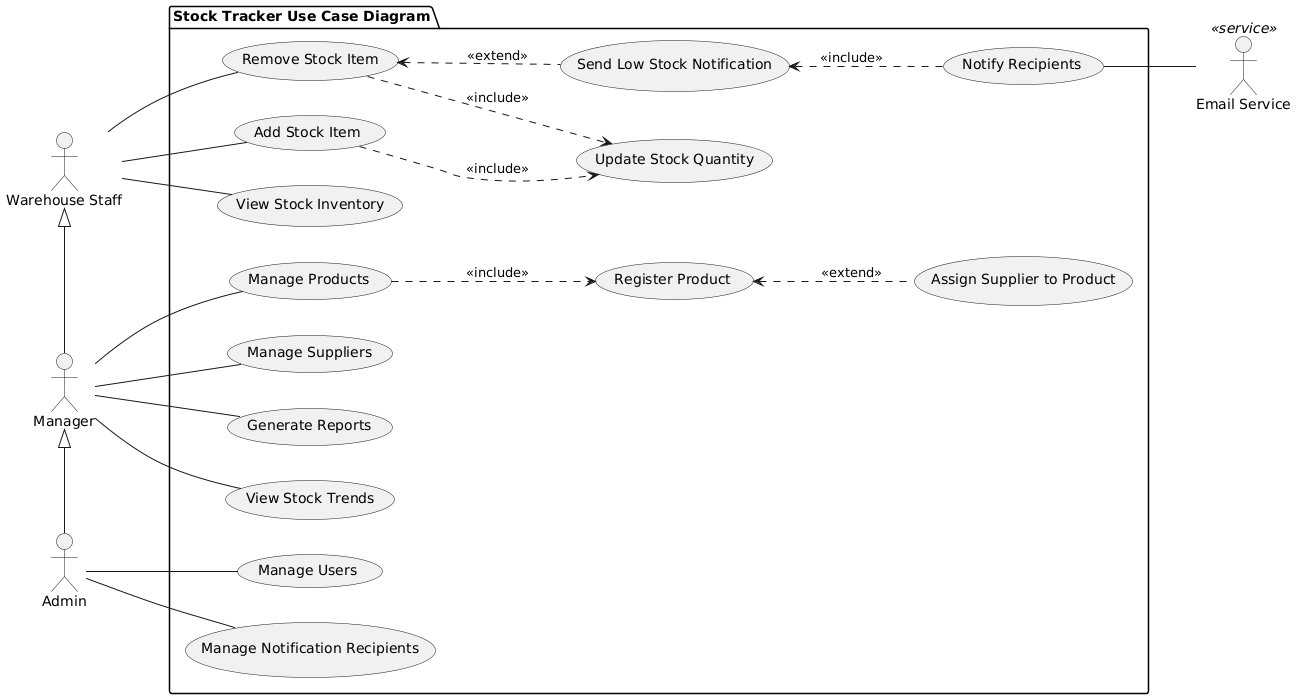 Stock Tracker Use Case Diagram
«service»
Remove Stock Item
«extend»
Send Low Stock Notification
«include»
Notify Recipients
Email Service
«include»
Add Stock Item
Update Stock Quantity
«include»
Warehouse Staff
View Stock Inventory
Manage Products
«include»
Register Product
«extend»
Assign Supplier to Product
Manage Suppliers
Manager
Generate Reports
View Stock Trends
Manage Users
Admin
Manage Notification Recipients